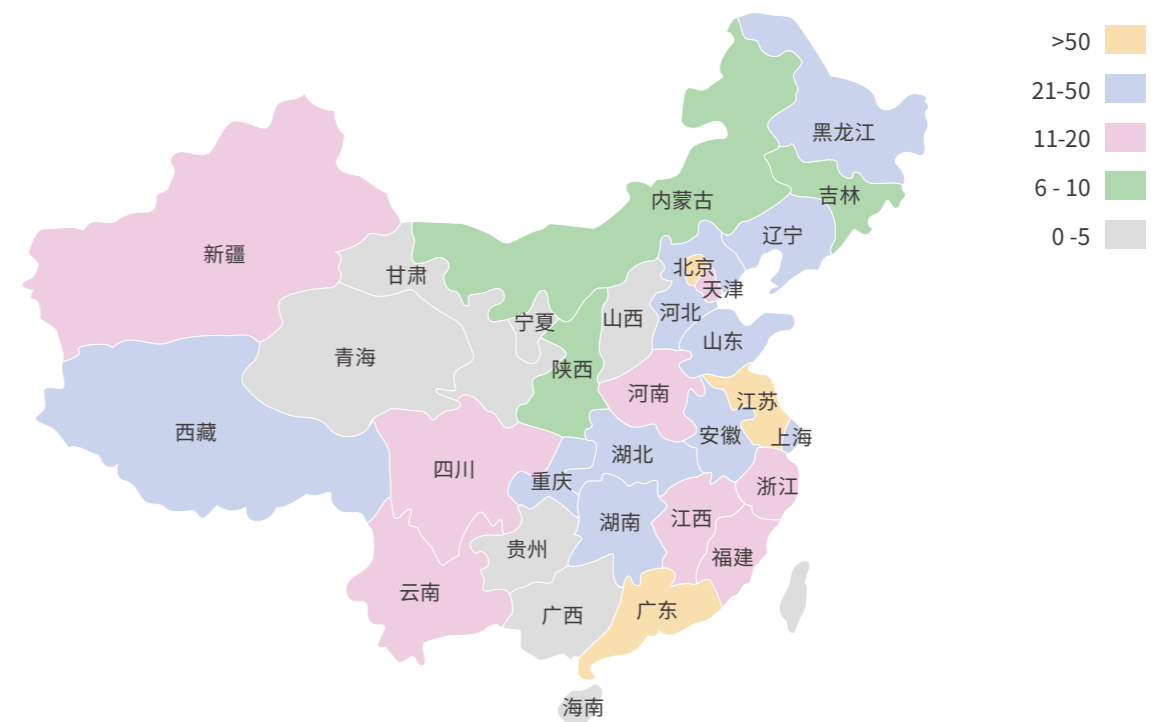 >50
21-50
11-20
6 - 10
0 -5
黑龙江
内蒙古
吉林
辽宁
新疆
北京
甘肃
天津
河北
宁夏
山西
山东
青海
陕西
河南
江苏
西藏
安徽
上海
湖北
四川
重庆
浙江
湖南
江西
贵州
福建
云南
广西
广东
海南